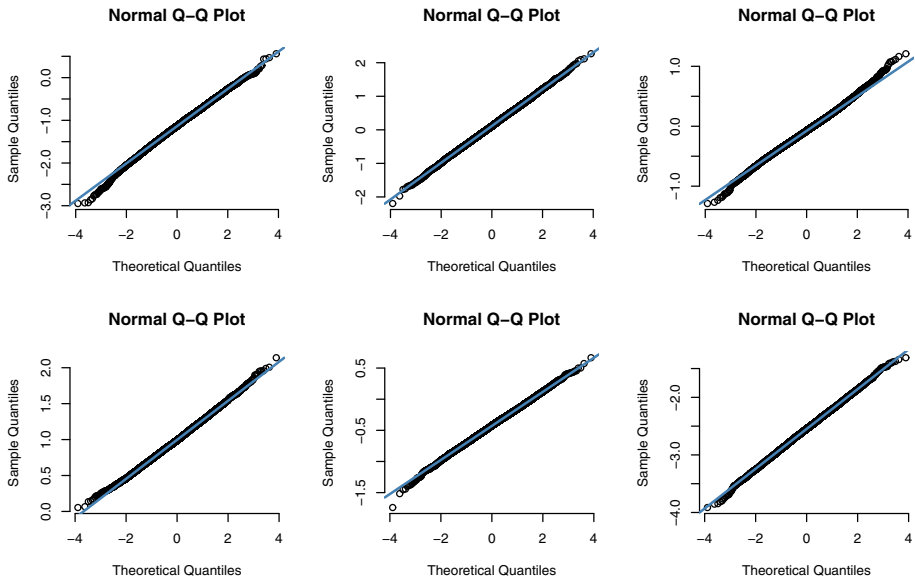 Normal Q−Q Plot
Normal Q−Q Plot
Normal Q−Q Plot
Sample Quantiles
−3.0 −2.0 −1.0 0.0
−4 −2 0 2 4
Theoretical Quantiles
Sample Quantiles
−2 −1 0 1 2
−4 −2 0 2 4
Theoretical Quantiles
Sample Quantiles
−1.0 0.0 1.0
−4 −2 0 2 4
Theoretical Quantiles
Normal Q−Q Plot
Normal Q−Q Plot
Normal Q−Q Plot
Sample Quantiles
0.0 0.5 1.0 1.5 2.0
−4 −2 0 2 4
Theoretical Quantiles
Sample Quantiles
−1.5 −0.5 0.5
−4 −2 0 2 4
Theoretical Quantiles
Sample Quantiles
−4.0 −3.0 −2.0
−4 −2 0 2 4
Theoretical Quantiles